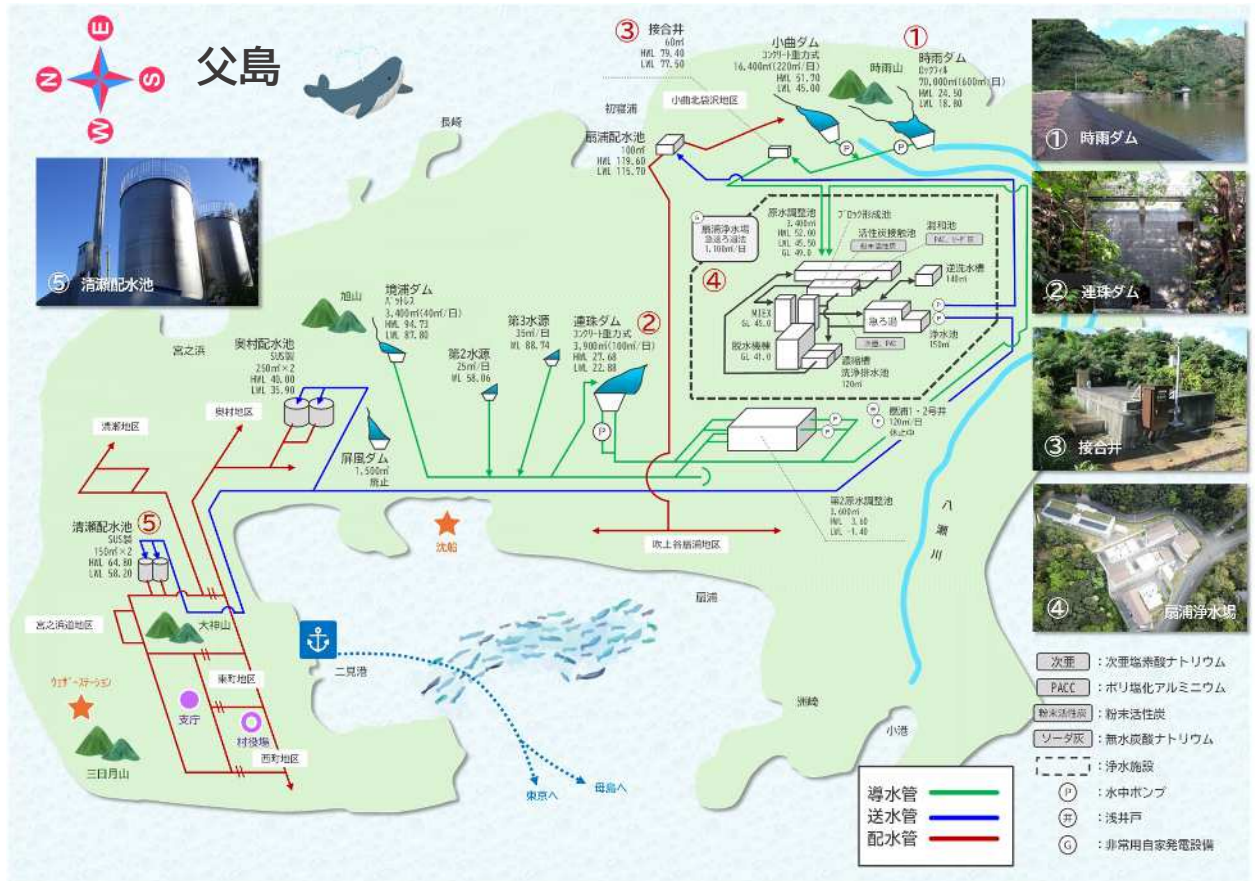 父島
E
N
S
W
⑤ 清瀬配水池
長崎
宮之浜
旭山
初寝浦
③ 接合井
60㎥
HWL 79.40
LWL 77.50
小曲ダム
コンクリート重力式
16,400㎥(220㎥/日)
HWL 51.70
LWL 45.00
①
時雨山
時雨ダム
ロックフィル
70,000㎥(600㎥/日)
HWL 24.50
LWL 18.80
小曲北袋沢地区
扇浦配水池
100㎥
HWL 119.60
LWL 115.70
P
P
G
扇浦浄水場
急速ろ過法
1,100㎥/日
④
原水調整池
3,400㎥
HWL 52.00
LWL 45.50
GL 49.0
ブロック形成池
活性炭接触池
粉末活性炭
混和池
PAC、ソーダ灰
逆洗水槽
140㎥
MIEX
GL 45.0
急ろ過
P
P
浄水池
150㎥
次亜、PAC
脱水機棟
GL 41.0
濃縮槽
洗浄排水池
120㎥
境浦ダム
バットレス
3,400㎥(40㎥/日)
HWL 94.73
LWL 87.80
第3水源
35㎥/日
WL 88.74
第2水源
25㎥/日
WL 58.06
連珠ダム ②
コンクリート重力式
3,900㎥(100㎥/日)
HWL 27.68
LWL 22.88
P
奥村配水池
SUS製
250㎥×2
HWL 40.00
LWL 35.90
奥村地区
清瀬地区
屏風ダム
1,500㎥
廃止
P
P
1・2号井
120㎥/日
休止中
第2原水調整池
3,600㎥
HWL 3.60
LWL -1.40
八瀬川
清瀬配水池 ⑤
SUS製
150㎥×2
HWL 64.80
LWL 58.20
沈船
吹上谷扇浦地区
扇浦
宮之浜道地区
大神山
二見港
東町地区
ウェザーステーション
支庁
村役場
西町地区
三日月山
東京へ
母島へ
洲崎
小港
導水管
送水管
配水管
① 時雨ダム
② 連珠ダム
③ 接合井
④ 扇浦浄水場
次亜 : 次亜塩素酸ナトリウム
PACC : ポリ塩化アルミニウム
粉末活性炭 : 粉末活性炭
ソーダ灰 : 無水炭酸ナトリウム
: 浄水施設
P : 水中ポンプ
井 : 浅井戸
G : 非常用自家発電設備